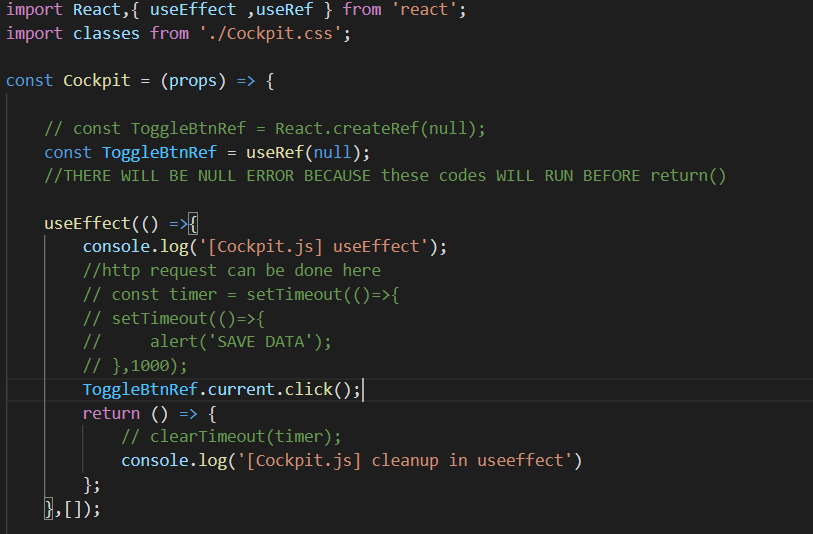 import React,{ useEffect ,useRef } from 'react';
import classes from './Cockpit.css';
const Cockpit = (props) => {
// const ToggleBtnRef = React.createRef(null);
const ToggleBtnRef = useRef(null);
//THERE WILL BE NULL ERROR BECAUSE these codes WILL RUN BEFORE return()
useEffect(() =>{
console.log('[Cockpit.js] useEffect');
//http request can be done here
// const timer = setTimeout(()=>{
// setTimeout(()=>{
//     alert('SAVE DATA');
// },1000);
ToggleBtnRef.current.click();
return () => {
// clearTimeout(timer);
console.log('[Cockpit.js] cleanup in useeffect')
};
},[]);